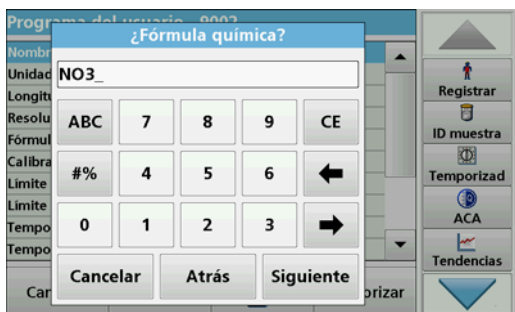 Programa del usuario - 9002
¿Fórmula química?
Nombr
Unidad
NO3_
Longitu
Registrar
Resolu
ABC 7 8 9 CE
ID muestra
Fórmul
Calibra
#% 4 5 6
Temporizad
Límite
Límite
ACA
Tempo
0 1 2 3
Tempo
Tendencias
Cancelar Atrás Siguiente
Car
orizar